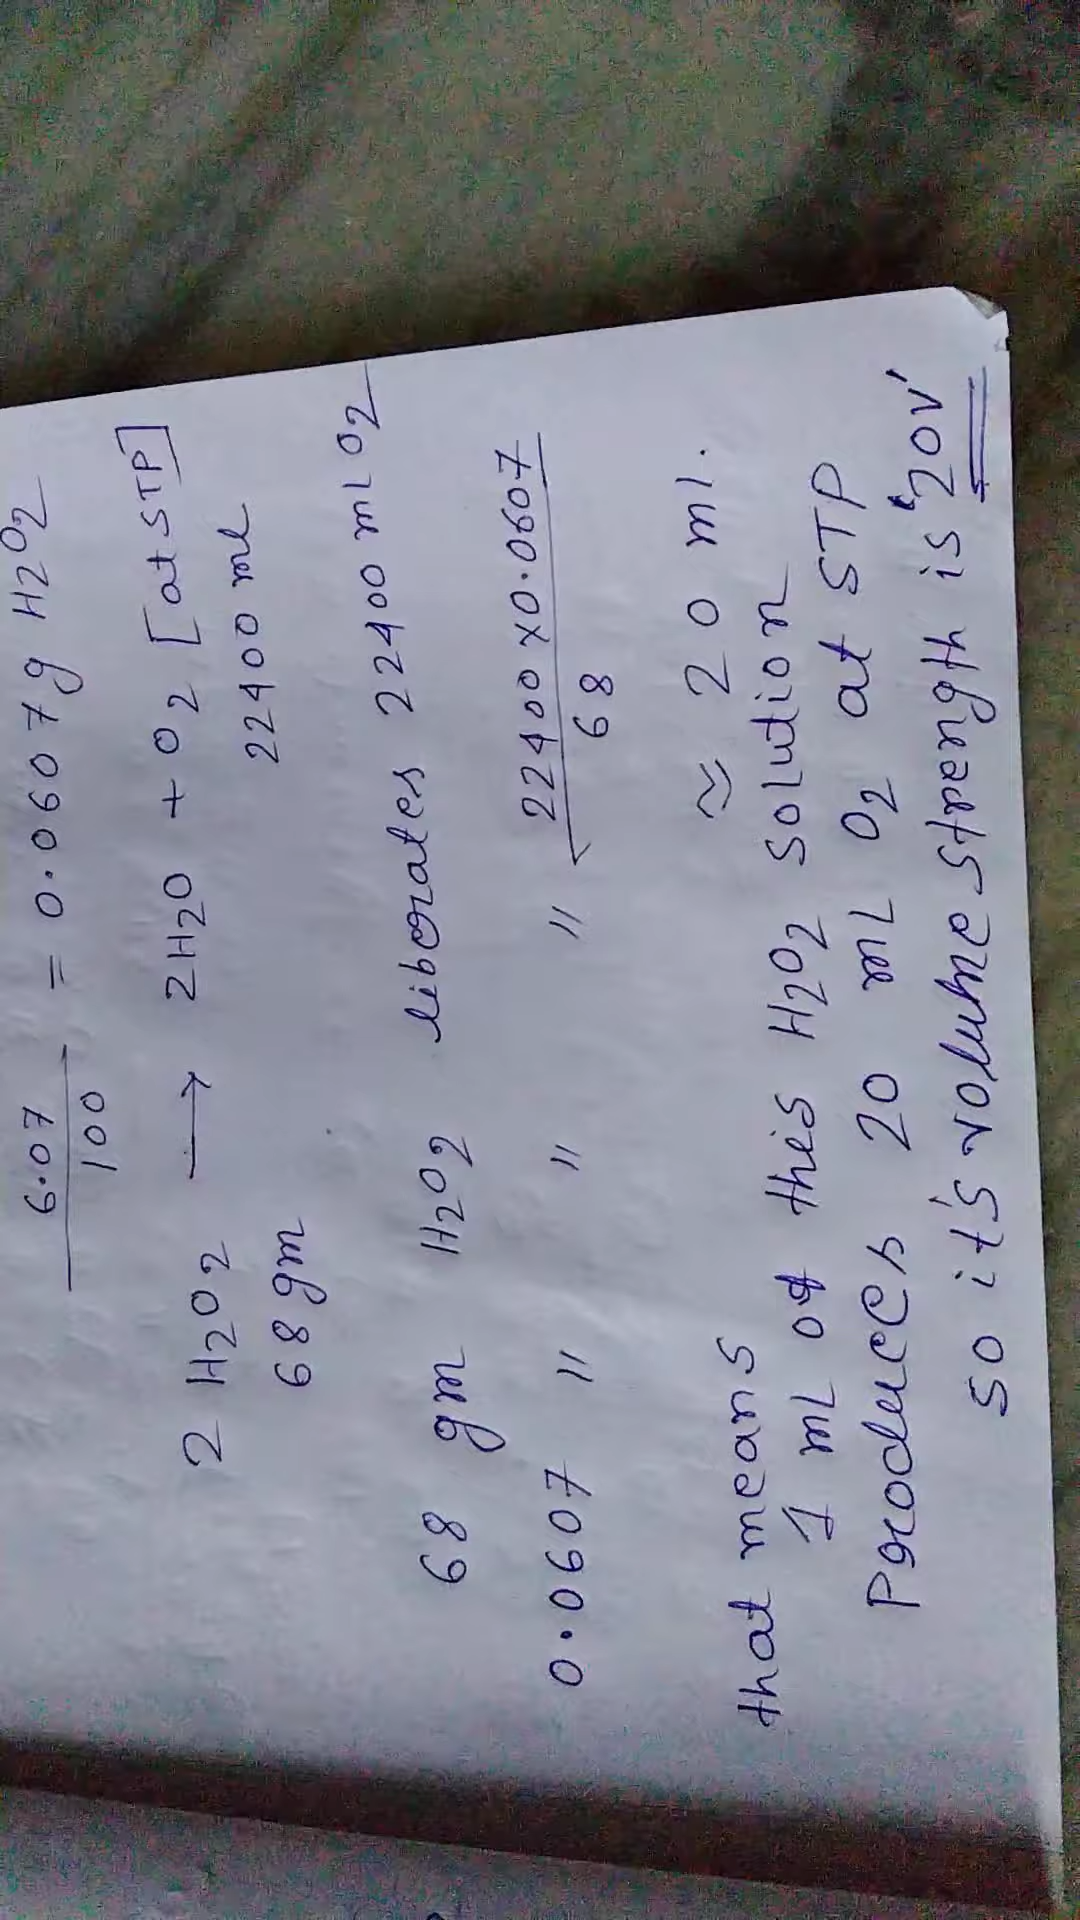 6.07
—— = 0.0607 g H2O2
100
2 H2O2 → 2H2O + O2 [at STP]
68 gm 22400 ml
68 gm H2O2 liberates 22400 mL O2
0.0607 " " " 22400 x 0.0607
68
≈ 20 ml.
that means
1 mL of this H2O2 solution
Produces 20 mL O2 at STP
so it's volume strength is '20V'